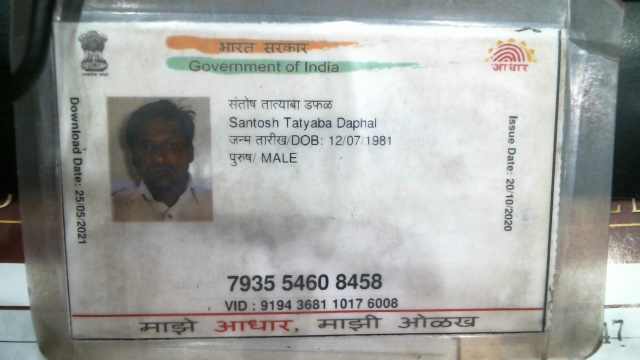 भारत सरकार
Government of India
आधार
संतोष तात्याबा डफळ
Santosh Tatyaba Daphal
जन्म तारीख/DOB: 12/07/1981
पुरुष/ MALE
Download Date: 25/05/2021
Issue Date: 20/10/2020
7935 5460 8458
VID : 9194 3681 1017 6008
माझे आधार, माझी ओळख
17